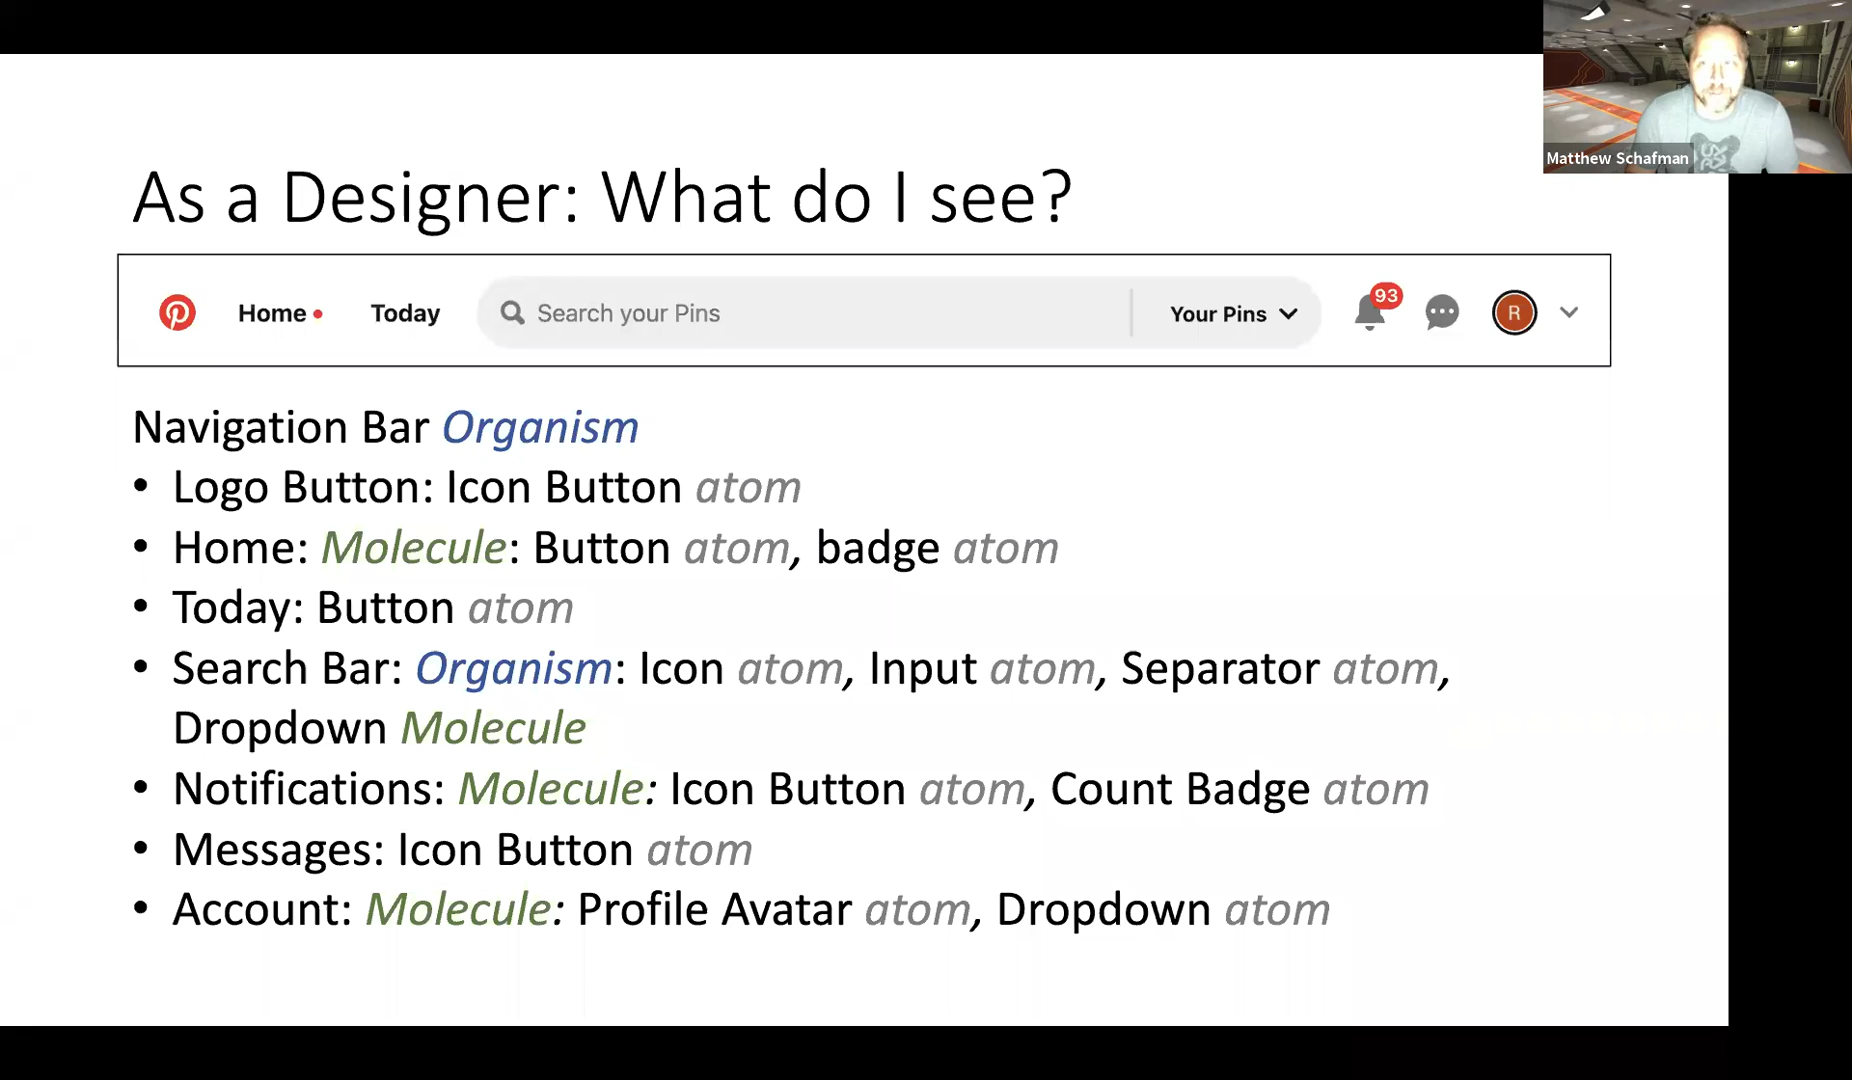 Matthew Schafman
As a Designer: What do I see?
Home Today Search your Pins Your Pins 93 R
Navigation Bar Organism
• Logo Button: Icon Button atom
• Home: Molecule: Button atom, badge atom
• Today: Button atom
• Search Bar: Organism: Icon atom, Input atom, Separator atom,
Dropdown Molecule
• Notifications: Molecule: Icon Button atom, Count Badge atom
• Messages: Icon Button atom
• Account: Molecule: Profile Avatar atom, Dropdown atom